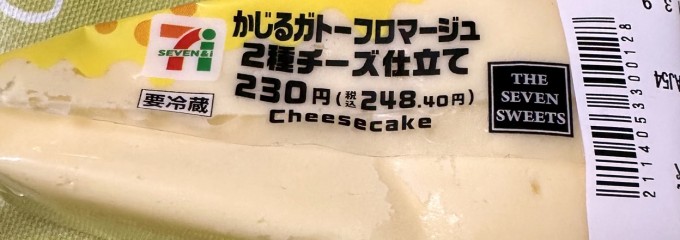 かじるガトーフロマージュ
2種チーズ仕立て
230円(税込248.40円)
Cheesecake
SEVEN&i
要冷蔵
THE
SEVEN
SWEETS
2114053300128